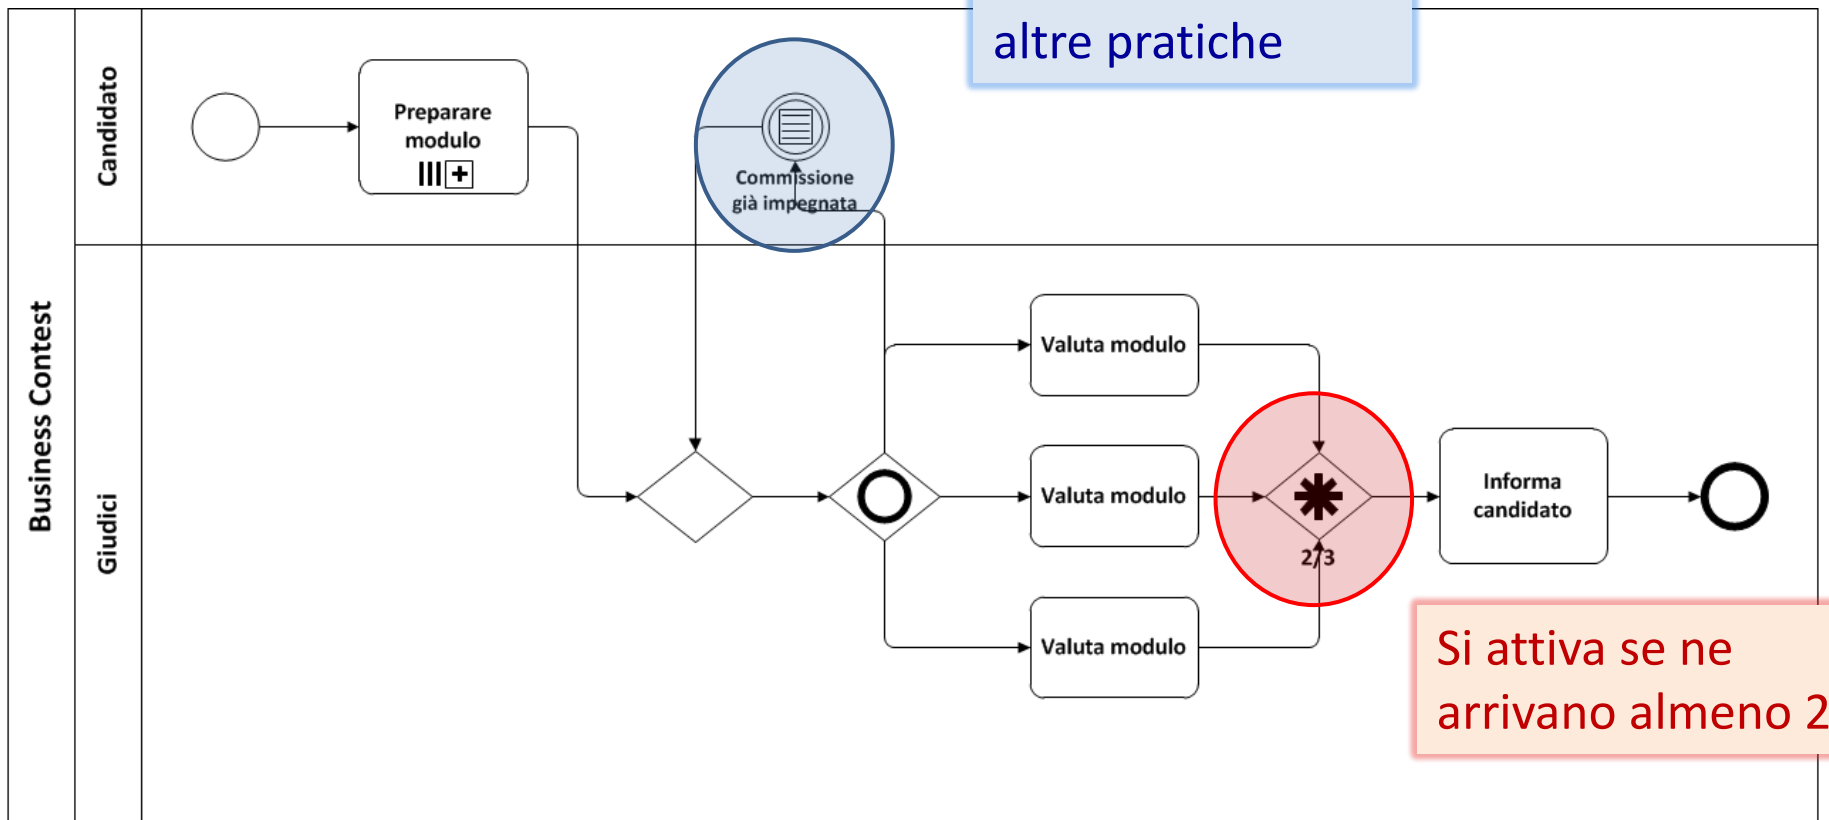 altre pratiche
Business Contest
Candidato
Preparare
modulo
Commissione
già impegnata
Giudici
Valuta modulo
Valuta modulo
2/3
Informa
candidato
Valuta modulo
Si attiva se ne
arrivano almeno 2